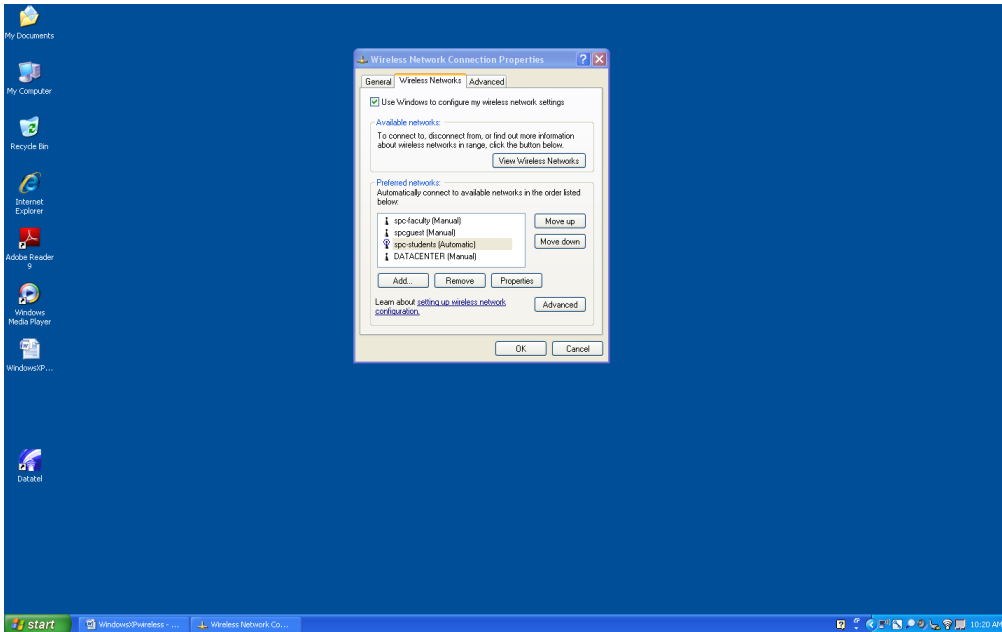 My Documents
My Computer
Recycle Bin
Internet
Explorer
Adobe Reader
9
Windows
Media Player
WindowsXP...
Datatel
Wireless Network Connection Properties
General Wireless Networks Advanced
Use Windows to configure my wireless network settings
Available networks:
To connect to, disconnect from, or find out more information
about wireless networks in range, click the button below.
View Wireless Networks
Preferred networks:
Automatically connect to available networks in the order listed
below:
spc-faculty (Manual)
spcguest (Manual)
spc-students (Automatic)
DATACENTER (Manual)
Move up
Move down
Add... Remove Properties
Learn about setting up wireless network
configuration.
Advanced
OK Cancel
start WindowsXPwireless - ... Wireless Network Co... 10:20 AM